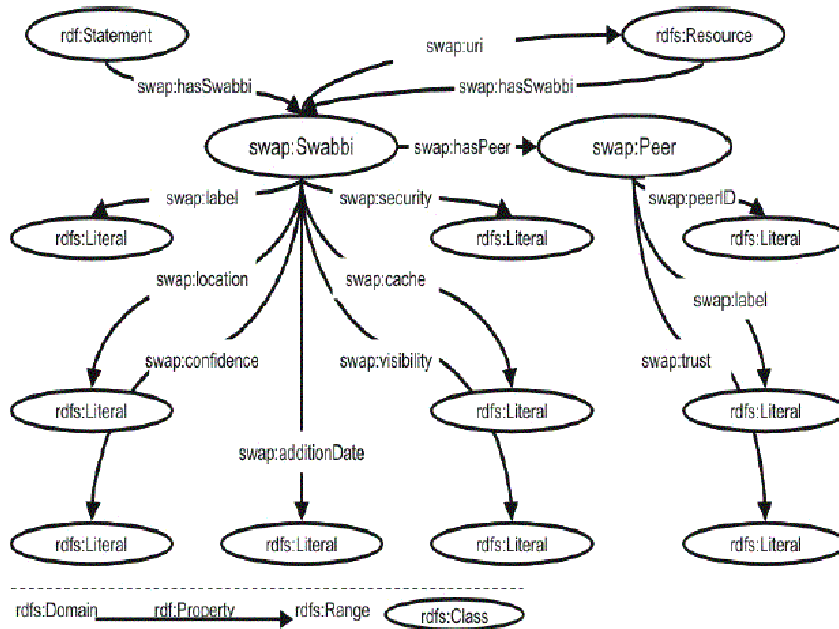 rdf:Statement
swap:uri
rdfs:Resource
swap:hasSwabbi
swap:hasSwabbi
swap:Swabbi
swap:hasPeer
swap:Peer
swap:label
swap:security
swap:peerID
rdfs:Literal
rdfs:Literal
rdfs:Literal
swap:location
swap:cache
swap:label
swap:confidence
swap:visibility
swap:trust
rdfs:Literal
rdfs:Literal
rdfs:Literal
swap:additionDate
rdfs:Literal
rdfs:Literal
rdfs:Literal
rdfs:Literal
rdfs:Domain
rdf:Property
rdfs:Range
rdfs:Class